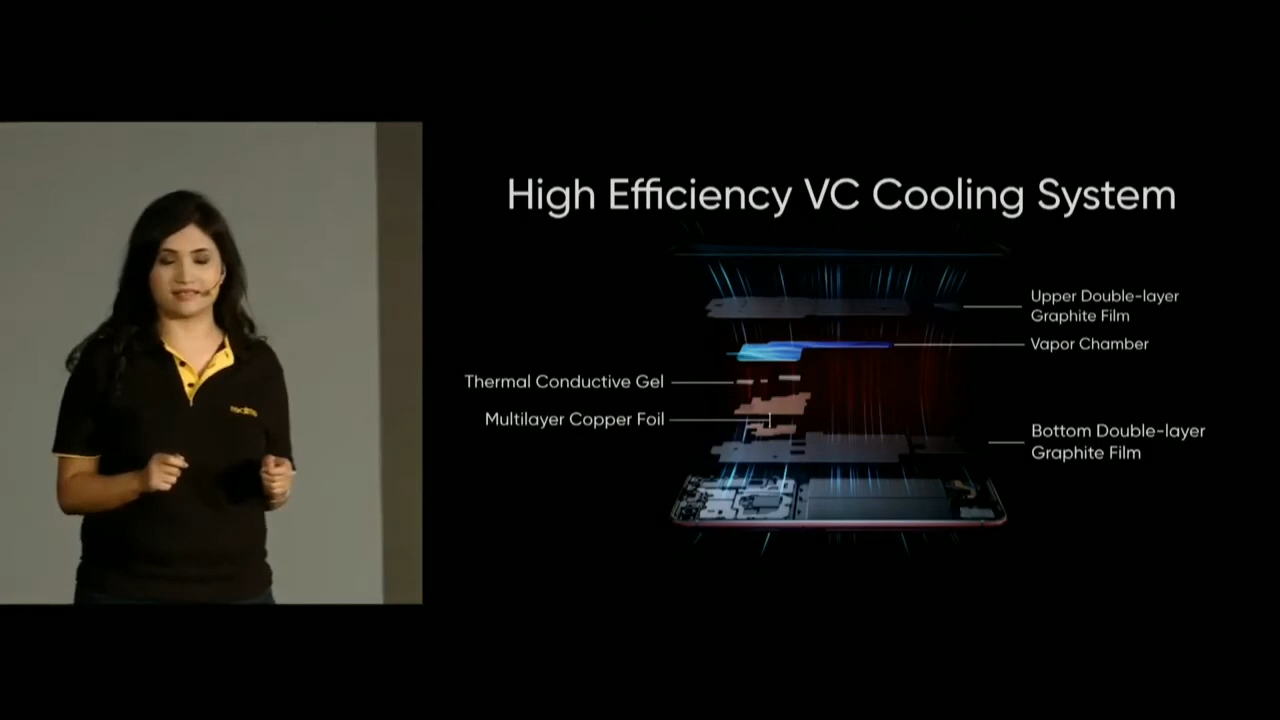 High Efficiency VC Cooling System
Upper Double-layer
Graphite Film
Vapor Chamber
Thermal Conductive Gel
Multilayer Copper Foil
Bottom Double-layer
Graphite Film
realme